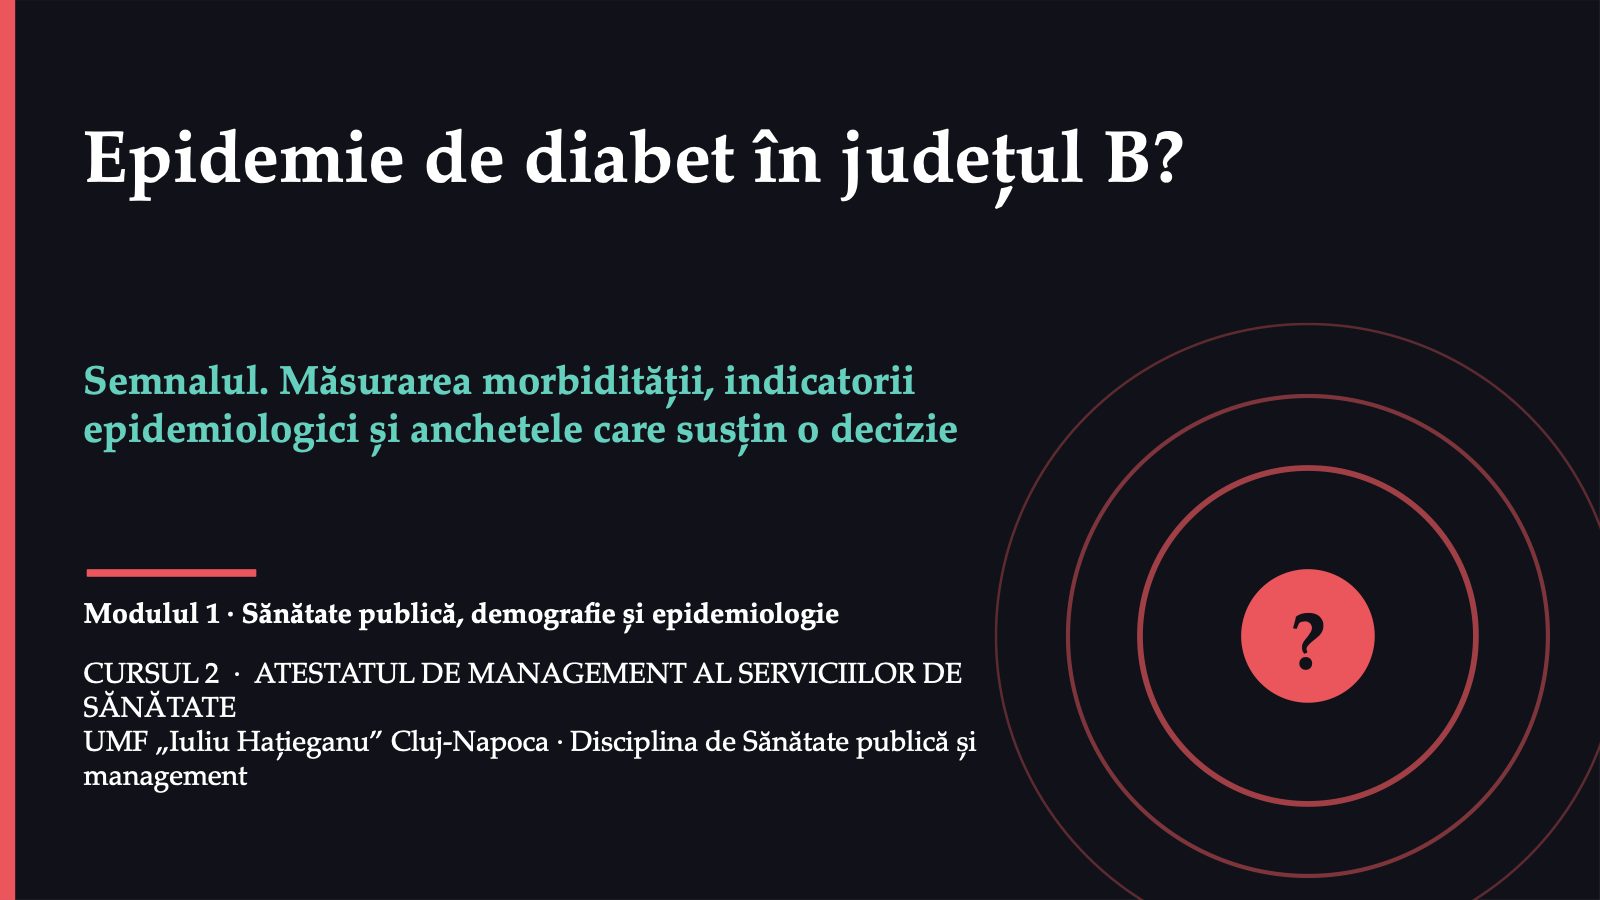 Epidemie de diabet în județul B?
Semnalul. Măsurarea morbidității, indicatorii
epidemiologici și anchetele care susțin o decizie
Modulul 1 · Sănătate publică, demografie și epidemiologie
CURSUL 2 · ATESTATUL DE MANAGEMENT AL SERVICIILOR DE
SĂNĂTATE
UMF „Iuliu Hațieganu” Cluj-Napoca · Disciplina de Sănătate publică și
management
?